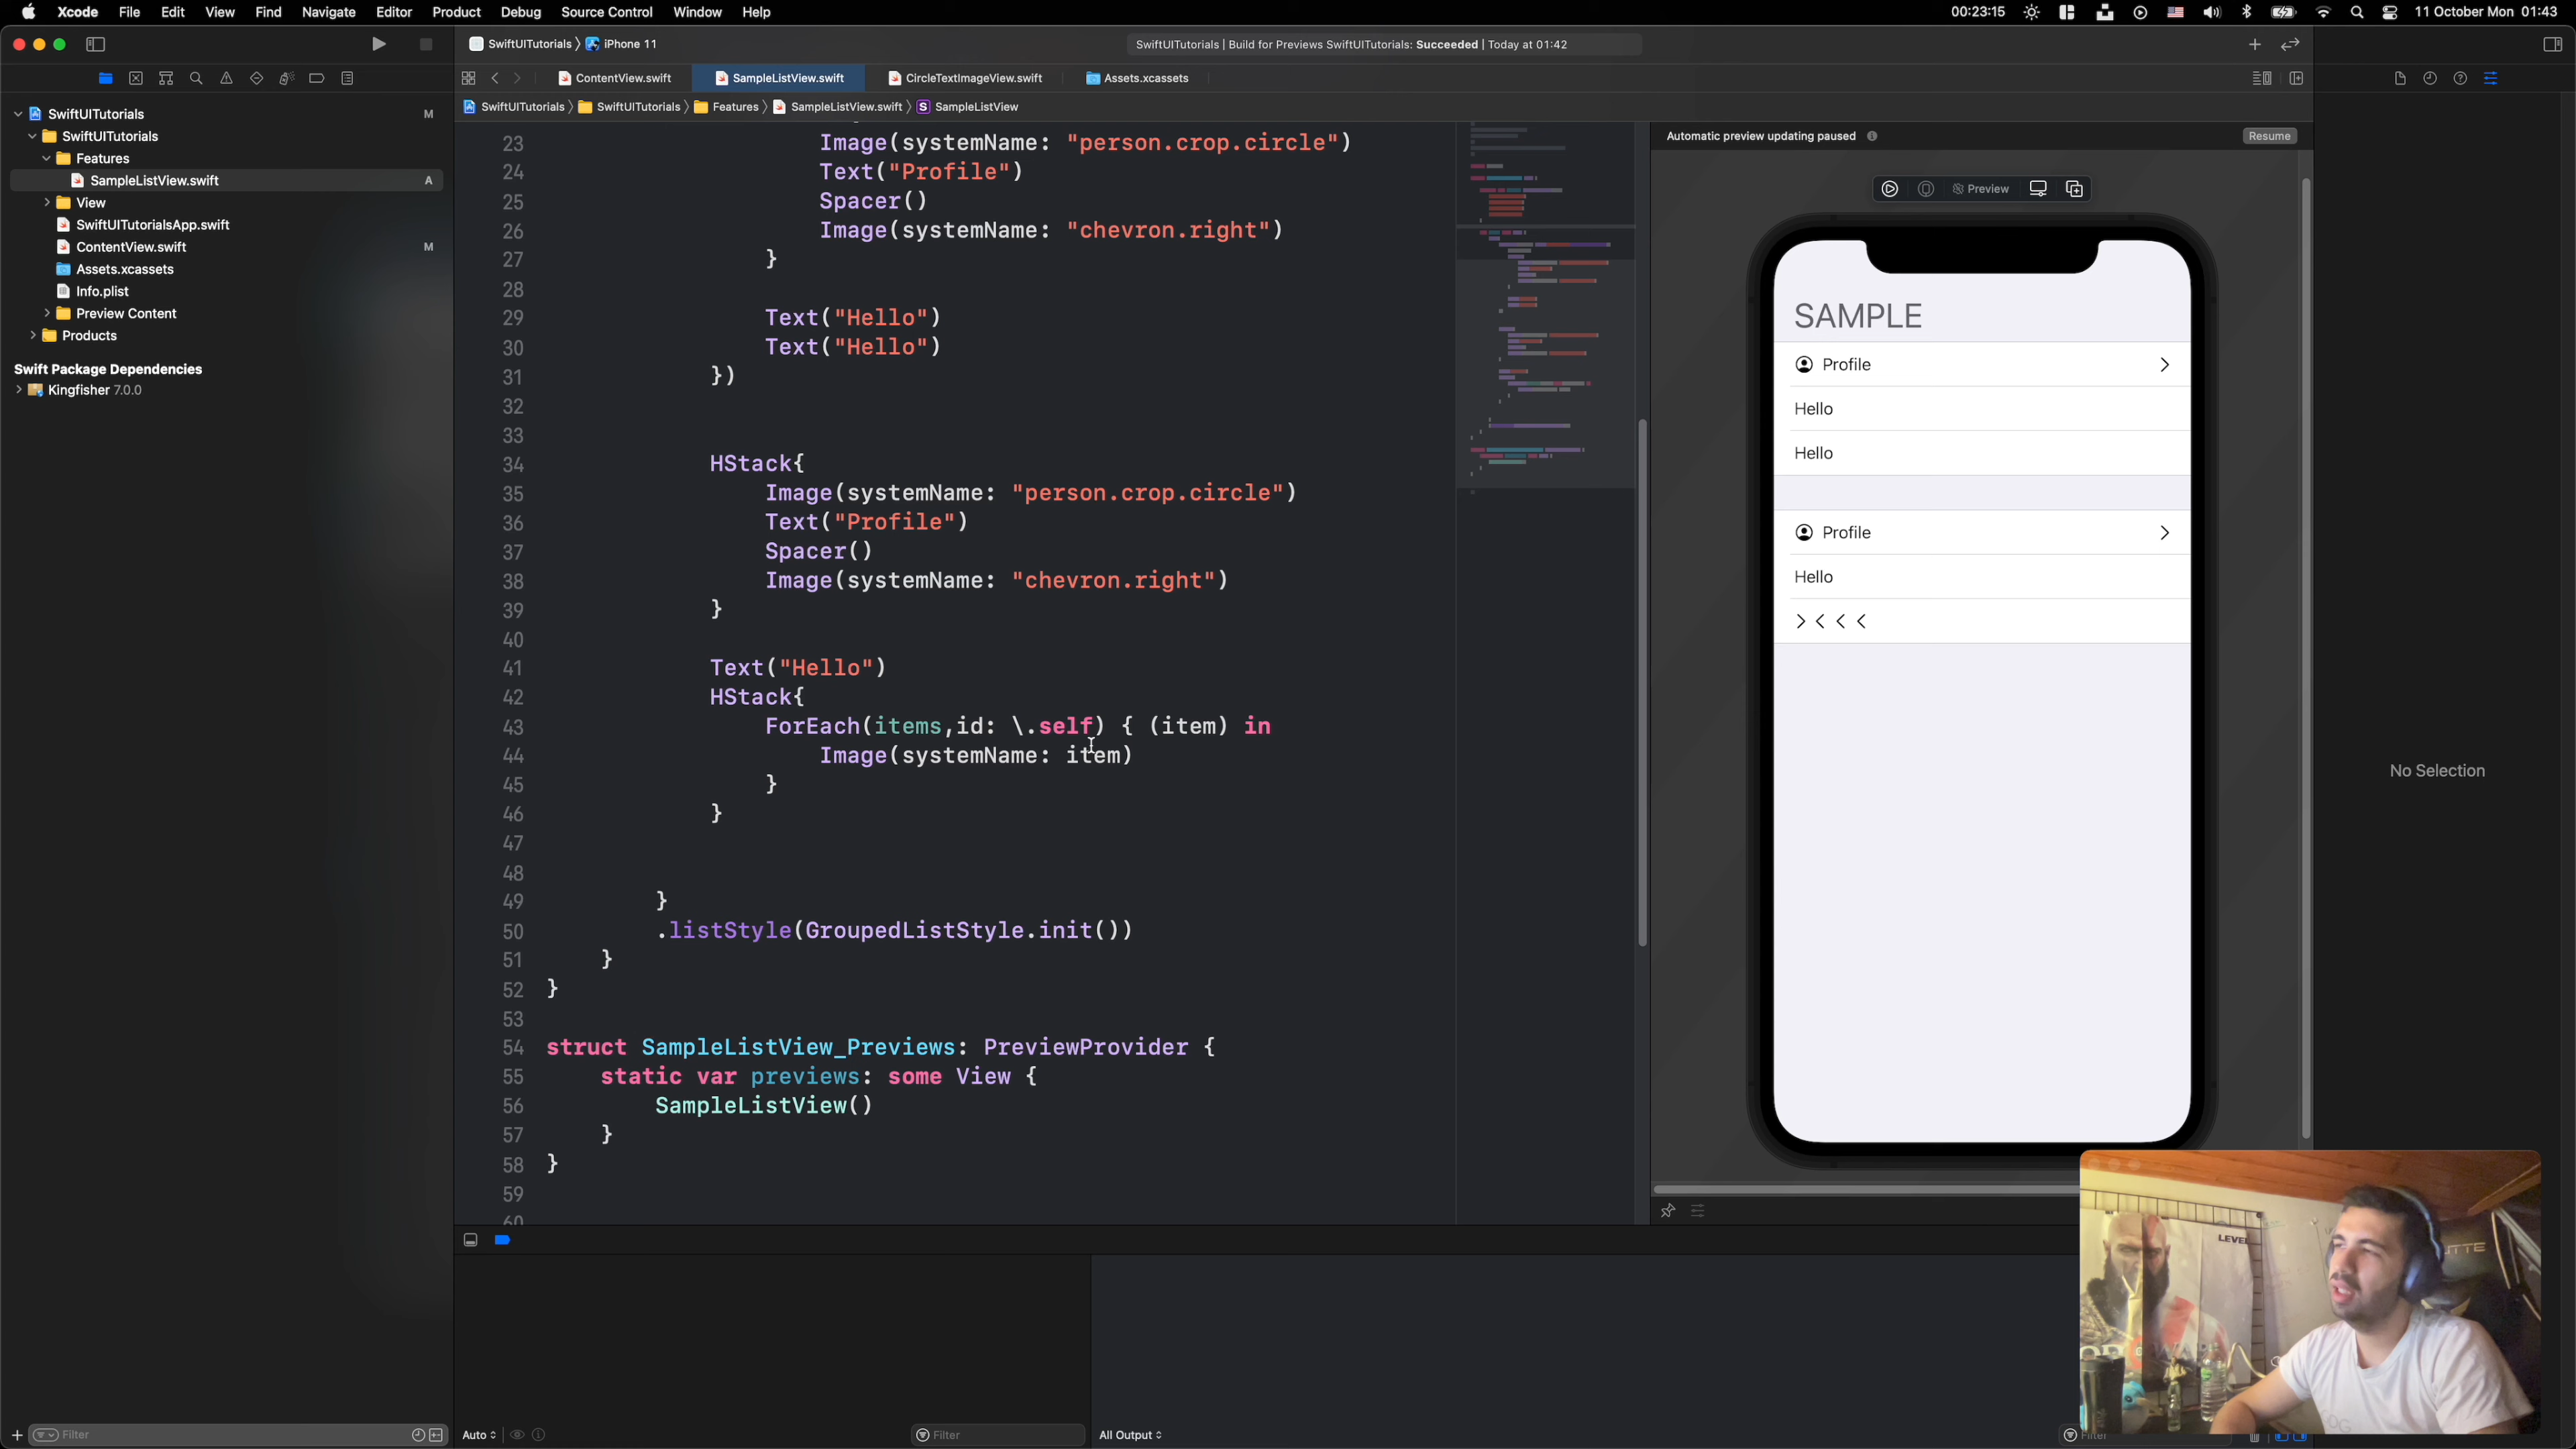 Xcode File Edit View Find Navigate Editor Product Debug Source Control Window Help 00:23:15 11 October Mon 01:43
SwiftUITutorials iPhone 11 SwiftUITutorials | Build for Previews SwiftUITutorials: Succeeded | Today at 01:42
ContentView.swift SampleListView.swift CircleTextImageView.swift Assets.xcassets
SwiftUITutorials SwiftUITutorials Features SampleListView.swift S SampleListView
SwiftUITutorials M
SwiftUITutorials
Features
SampleListView.swift A
View
SwiftUITutorialsApp.swift
ContentView.swift M
Assets.xcassets
Info.plist
Preview Content
Products
Swift Package Dependencies
Kingfisher 7.0.0
Filter
23 Image(systemName: "person.crop.circle")
24 Text("Profile")
25 Spacer()
26 Image(systemName: "chevron.right")
27 }
28
29 Text("Hello")
30 Text("Hello")
31 })
32
33
34 HStack{
35 Image(systemName: "person.crop.circle")
36 Text("Profile")
37 Spacer()
38 Image(systemName: "chevron.right")
39 }
40
41 Text("Hello")
42 HStack{
43 ForEach(items,id: \.self) { (item) in
44 Image(systemName: item)
45 }
46 }
47
48
49 }
50 .listStyle(GroupedListStyle.init())
51 }
52 }
53
54 struct SampleListView_Previews: PreviewProvider {
55 static var previews: some View {
56 SampleListView()
57 }
58 }
59
60
Automatic preview updating paused Resume
Preview
SAMPLE
Profile
Hello
Hello
Profile
Hello
No Selection
LEVEL
Auto Filter All Output Filter